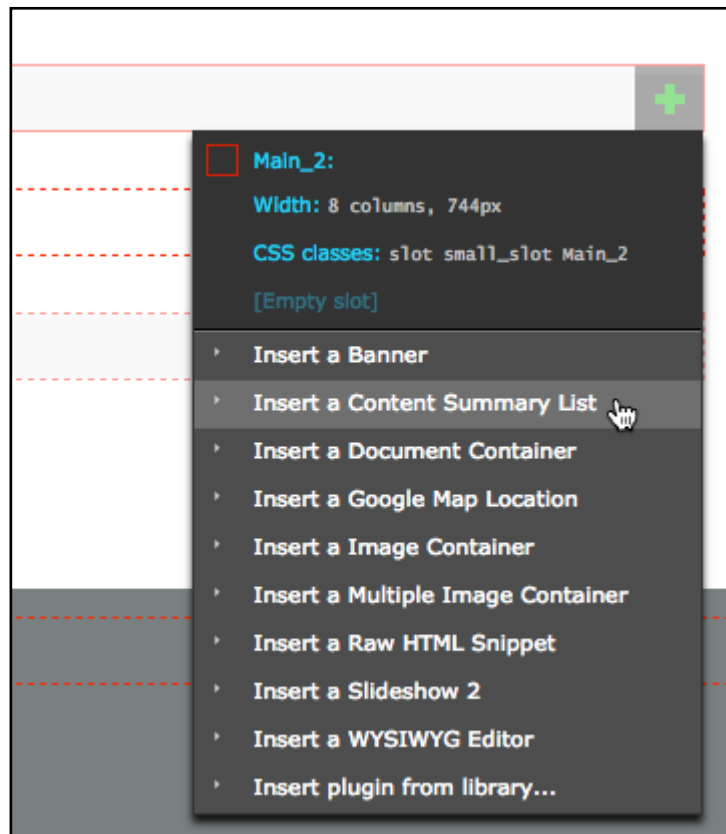 Main_2:
Width: 8 columns, 744px
CSS classes: slot small_slot Main_2
[Empty slot]
Insert a Banner
Insert a Content Summary List
Insert a Document Container
Insert a Google Map Location
Insert a Image Container
Insert a Multiple Image Container
Insert a Raw HTML Snippet
Insert a Slideshow 2
Insert a WYSIWYG Editor
Insert plugin from library...